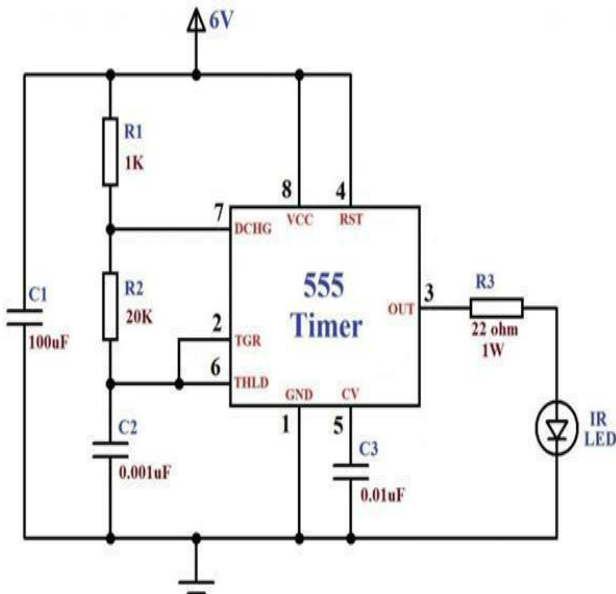 6V
R1
1K
8
4
7
VCC
RST
DCHG
C1
100uF
R2
20K
555
Timer
3
OUT
R3
22 ohm
1W
2
TGR
6
THLD
GND
CV
1
5
IR
LED
C2
0.001uF
C3
0.01uF